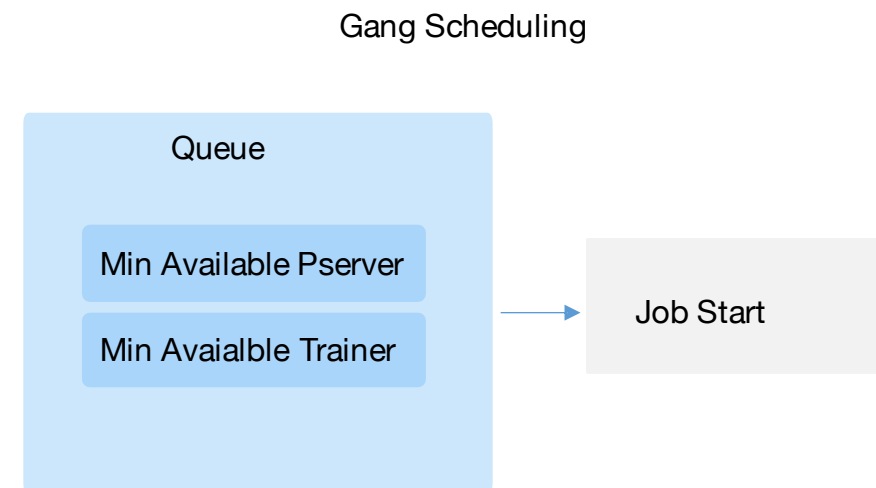 Gang Scheduling
Queue
Min Available Pserver
Min Avaialble Trainer
Job Start